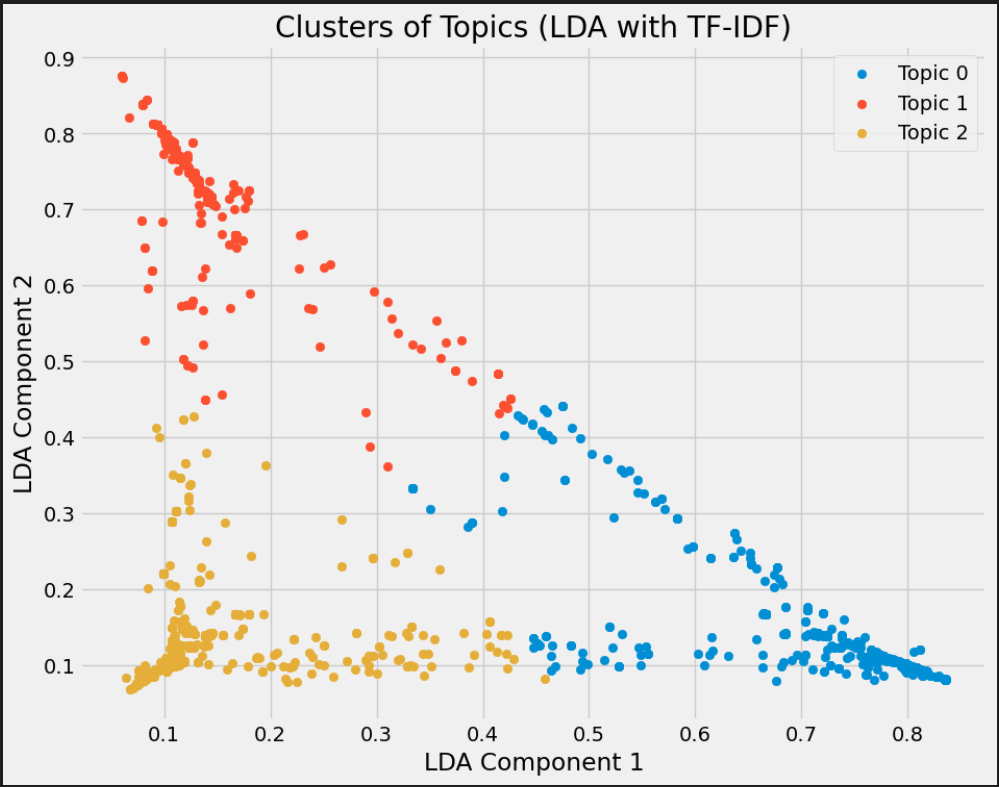 Clusters of Topics (LDA with TF-IDF)
Topic 0
Topic 1
Topic 2
LDA Component 2
0.9
0.8
0.7
0.6
0.5
0.4
0.3
0.2
0.1
0.1 0.2 0.3 0.4 0.5 0.6 0.7 0.8
LDA Component 1